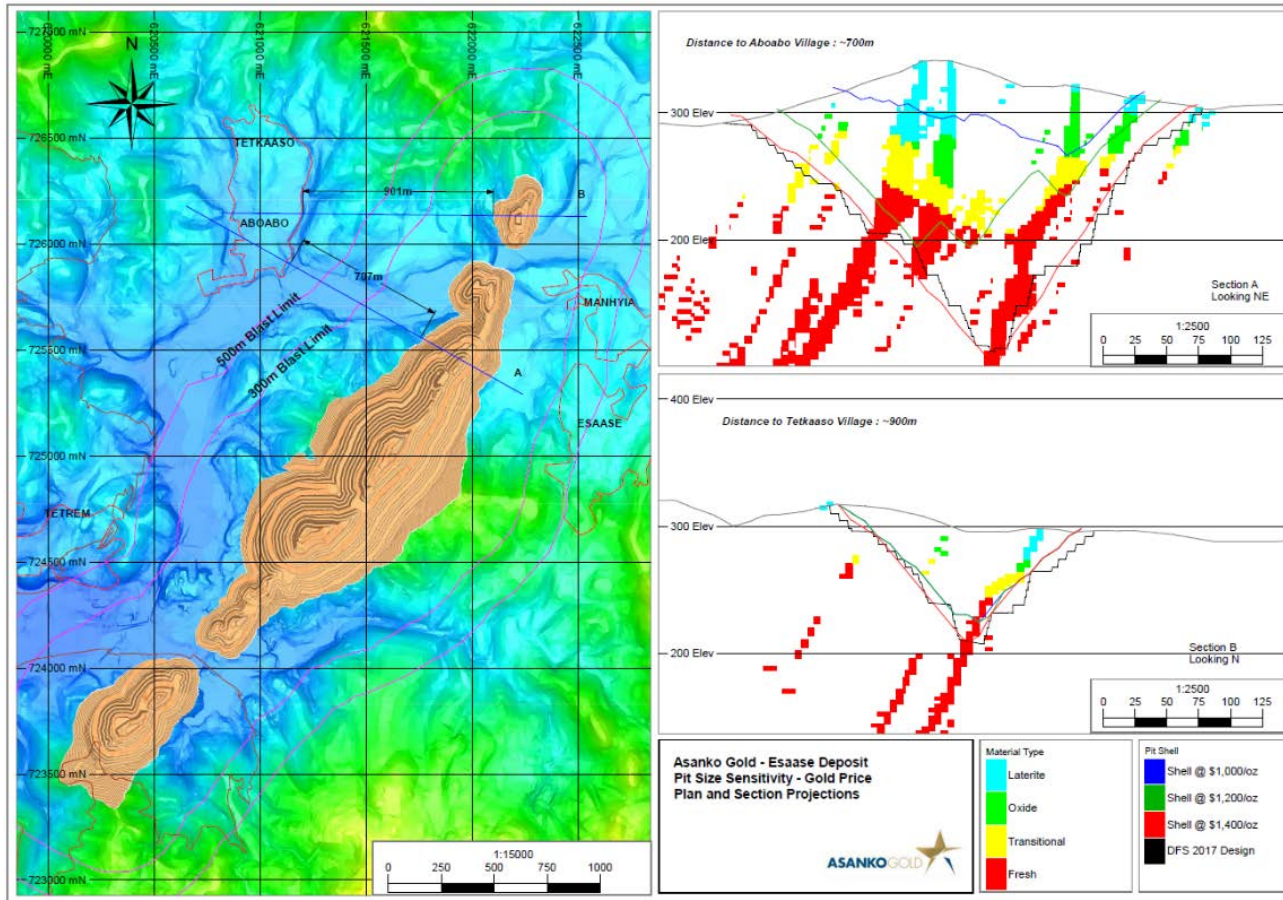 727000 mN
620000 mE
620500 mE
621000 mE
621500 mE
622000 mE
622500 mE
N
726500 mN
TETKAASO
901m
B
ABOABO
726000 mN
707m
MANHYIA
500m Blast Limit
725500 mN
300m Blast Limit
A
ESAASE
725000 mN
TETREM
724500 mN
724000 mN
723500 mN
723000 mN
1:15000
0 250 500 750 1000
Distance to Aboabo Village : ~700m
300 Elev
200 Elev
Section A
Looking NE
1:2500
0 25 50 75 100 125
400 Elev
Distance to Tetkaaso Village : ~900m
300 Elev
200 Elev
Section B
Looking N
1:2500
0 25 50 75 100 125
Asanko Gold - Esaase Deposit
Pit Size Sensitivity - Gold Price
Plan and Section Projections
ASANKOGOLD
Material Type
Laterite
Oxide
Transitional
Fresh
Pit Shell
Shell @ $1,000/oz
Shell @ $1,200/oz
Shell @ $1,400/oz
DFS 2017 Design